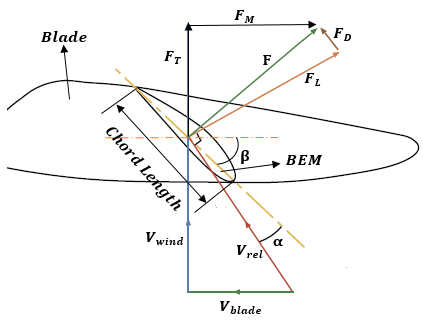 F_M
Blade
F_D
F_T
F
F_L
β
BEM
Chord Length
V_wind
V_rel
α
V_blade